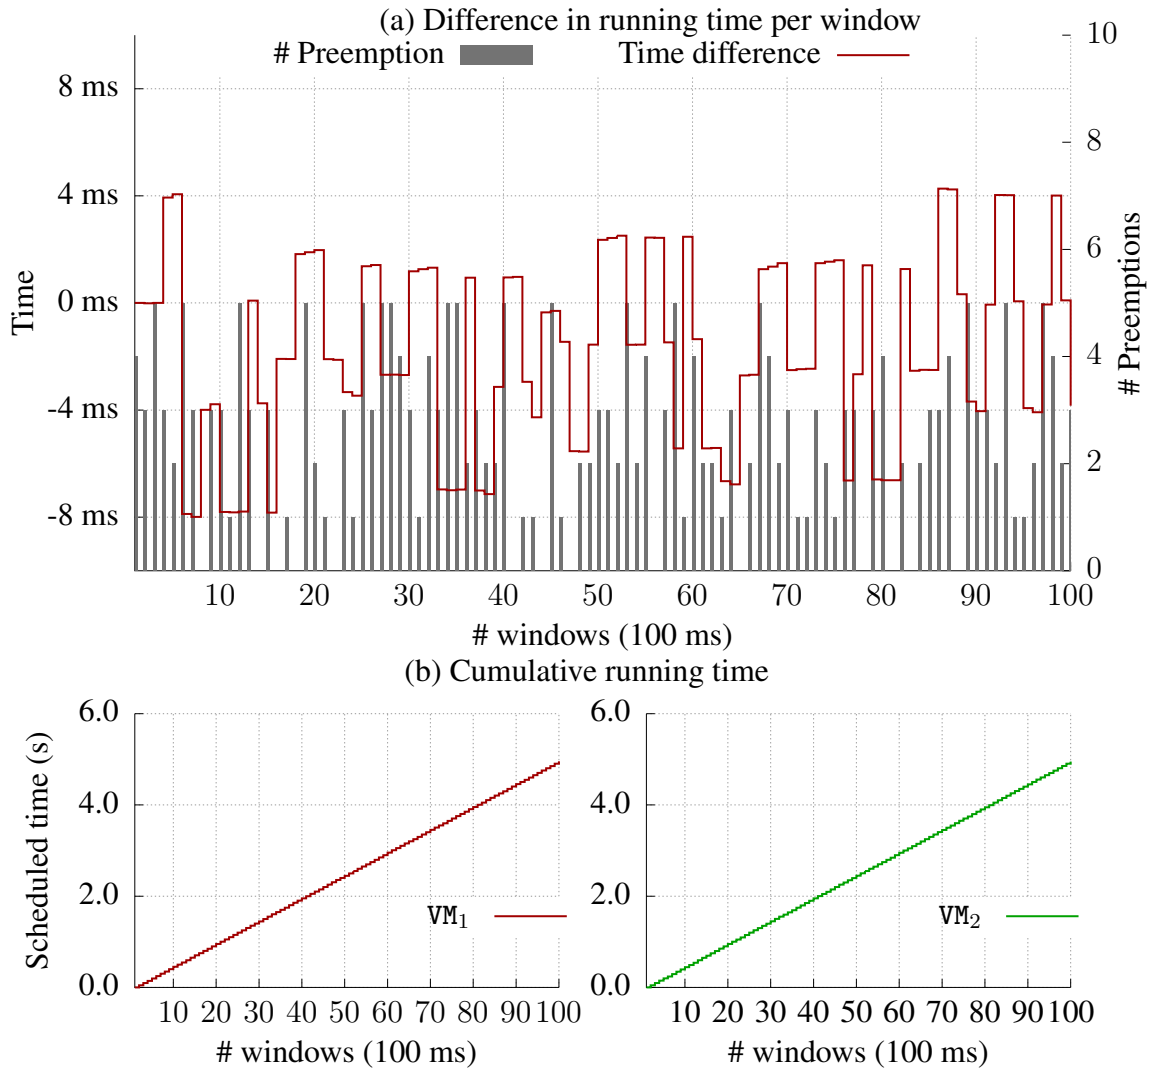 (a) Difference in running time per window
# Preemption
Time difference
10
8 ms
8
4 ms
6
0 ms
4
-4 ms
2
-8 ms
0
Time
# Preemptions
10 20 30 40 50 60 70 80 90 100
# windows (100 ms)
(b) Cumulative running time
6.0
4.0
2.0
0.0
Scheduled time (s)
VM1
10 20 30 40 50 60 70 80 90 100
# windows (100 ms)
6.0
4.0
2.0
0.0
VM2
10 20 30 40 50 60 70 80 90 100
# windows (100 ms)